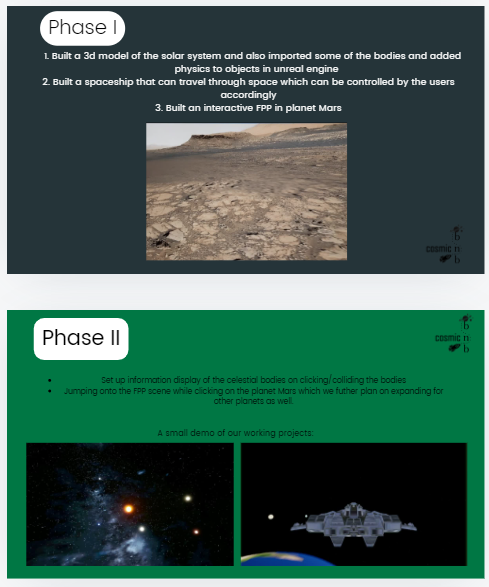 Phase I
1. Built a 3d model of the solar system and also imported some of the bodies and added
physics to objects in unreal engine
2. Built a spaceship that can travel through space which can be controlled by the users
accordingly
3. Built an interactive FPP in planet Mars
cosmic n
b
Phase II
cosmic n
b
Set up information display of the celestial bodies on clicking/colliding the bodies
Jumping onto the FPP scene while clicking on the planet Mars which we futher plan on expanding for
other planets as well.
A small demo of our working projects: